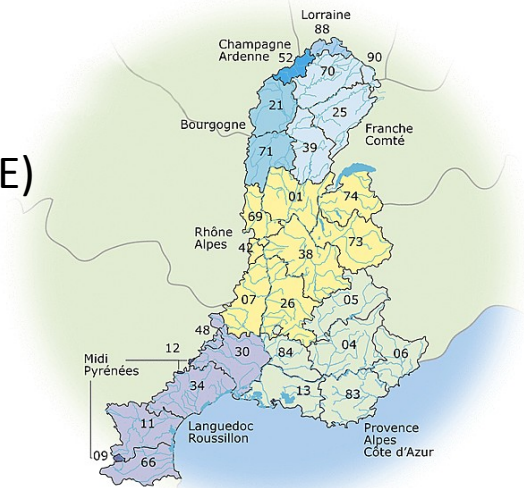 Lorraine
88
Champagne
Ardenne
52
90
70
21
25
Bourgogne
Franche
Comté
71
39
E)
01
74
69
Rhône
Alpes
42
73
38
07
26
05
48
12
30
84
04
06
Midi
Pyrénées
34
13
83
11
Languedoc
Roussillon
Provence
Alpes
Côte d'Azur
09
66